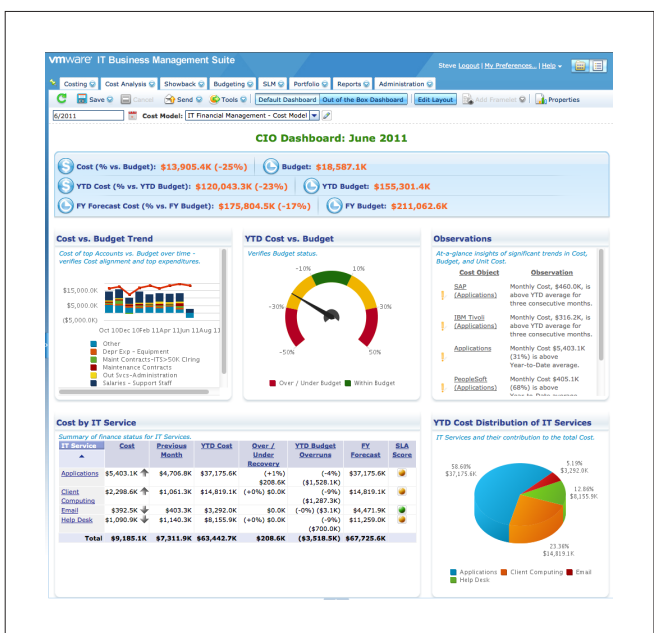 vmware IT Business Management Suite
Steve Logout | My Preferences... | Help
Costing Cost Analysis Showback Budgeting SLM Portfolio Reports Administration
Save Cancel Send Tools Default Dashboard Out of the Box Dashboard Edit Layout Add Framelet Properties
6/2011 Cost Model: IT Financial Management - Cost Model
CIO Dashboard: June 2011
Cost (% vs. Budget): $13,905.4K (-25%) Budget: $18,587.1K
YTD Cost (% vs. YTD Budget): $120,043.3K (-23%) YTD Budget: $155,301.4K
FY Forecast Cost (% vs. FY Budget): $175,804.5K (-17%) FY Budget: $211,062.6K
Cost vs. Budget Trend
Cost of top Accounts vs. Budget over time -
verifies Cost alignment and top expenditures.
$15,000.0K
$5,000.0K
($5,000.0K)
Oct 10Dec 10Feb 11Apr 11Jun 11Aug 11
Other
Depr Exp - Equipment
Maint Contracts-ITS>50K Clring
Maintenance Contracts
Out Svcs-Administration
Salaries - Support Staff
YTD Cost vs. Budget
Verifies Budget status.
-10% 10%
-30% 30%
-50% 50%
Over / Under Budget Within Budget
Observations
At-a-glance insights of significant trends in Cost,
Budget, and Unit Cost.
Cost Object Observation
SAP (Applications) Monthly Cost, $460.0K, is
above YTD average for
three consecutive months.
IBM Tivoli (Applications) Monthly Cost, $316.2K, is
above YTD average for
three consecutive months.
Applications Monthly Cost $5,403.1K
(31%) is above
Year-to-Date average.
PeopleSoft (Applications) Monthly Cost $405.1K
(68%) is above
Year-to-Date average
Cost by IT Service
Summary of finance status for IT Services.
IT Service Cost Previous Month YTD Cost Over / Under Recovery YTD Budget Overruns FY Forecast SLA Score
Applications $5,403.1K $4,706.8K $37,175.6K (+1%) $208.6K (-4%) ($1,528.1K) $37,175.6K
Client Computing $2,298.6K $1,061.3K $14,819.1K (+0%) $0.0K (-9%) ($1,287.3K) $14,819.1K
Email $392.5K $403.3K $3,292.0K $0.0K (-0%) ($3.1K) $4,471.9K
Help Desk $1,090.9K $1,140.3K $8,155.9K (+0%) $0.0K (-9%) ($700.0K) $11,259.0K
Total $9,185.1K $7,311.9K $63,442.7K $208.6K ($3,518.5K) $67,725.6K
YTD Cost Distribution of IT Services
IT Services and their contribution to the total Cost.
58.60%
$37,175.6K
5.19%
$3,292.0K
12.86%
$8,155.9K
23.36%
$14,819.1K
Applications Client Computing Email
Help Desk